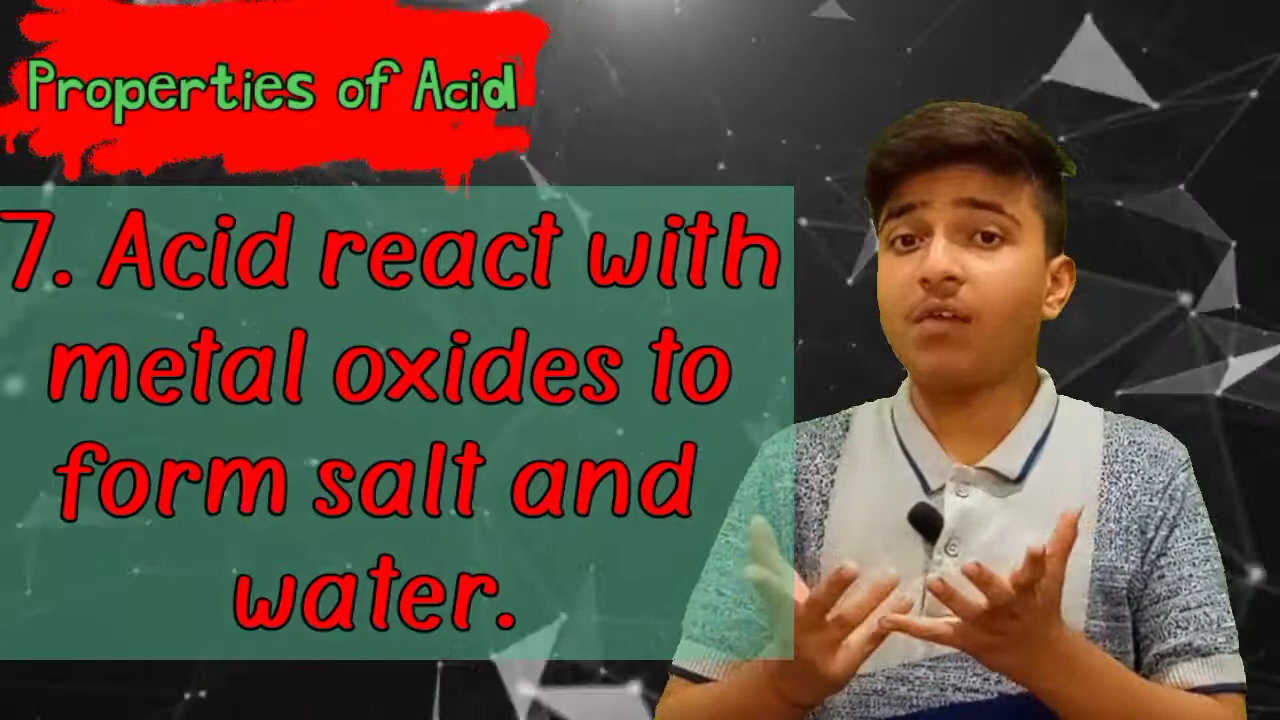 Properties of Acid
7. Acid react with
metal oxides to
form salt and
water.